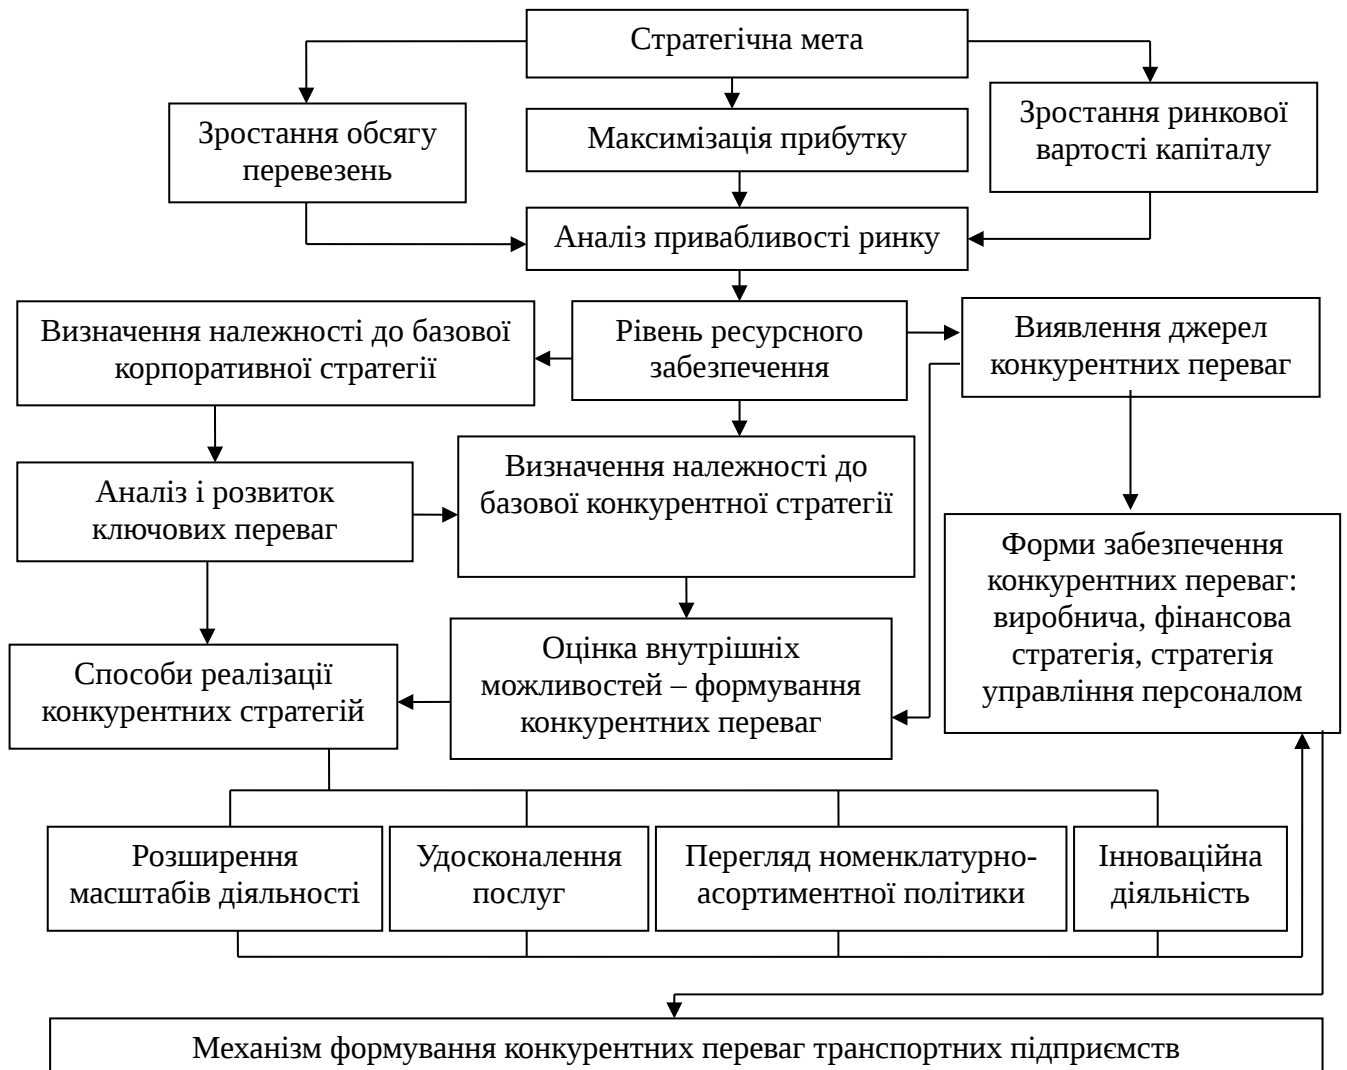 Стратегічна мета
Зростання обсягу
перевезень
Максимізація прибутку
Зростання ринкової
вартості капіталу
Аналіз привабливості ринку
Визначення належності до базової
корпоративної стратегії
Рівень ресурсного
забезпечення
Виявлення джерел
конкурентних переваг
Аналіз і розвиток
ключових переваг
Визначення належності до
базової конкурентної стратегії
Форми забезпечення
конкурентних переваг:
виробнича, фінансова
стратегія, стратегія
управління персоналом
Способи реалізації
конкурентних стратегій
Оцінка внутрішніх
можливостей – формування
конкурентних переваг
Розширення
масштабів діяльності
Удосконалення
послуг
Перегляд номенклатурно-
асортиментної політики
Інноваційна
діяльність
Механізм формування конкурентних переваг транспортних підприємств